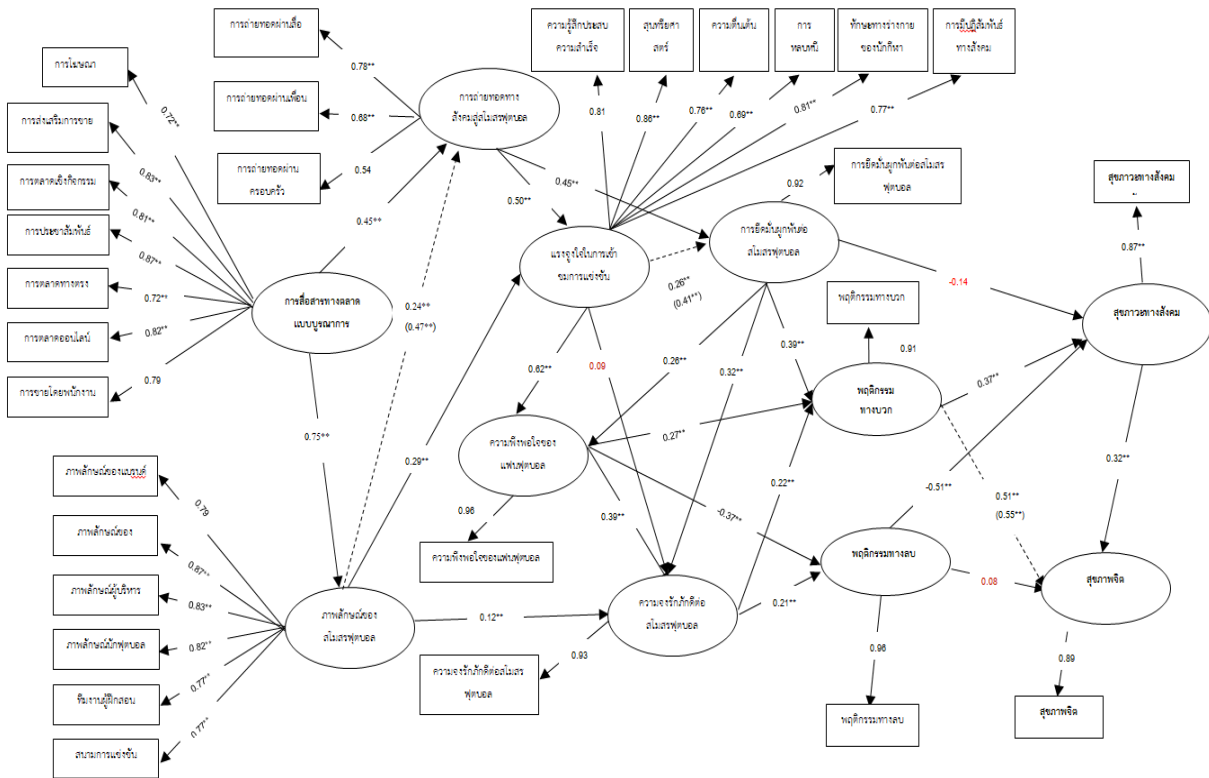 การโฆษณา
การส่งเสริมการขาย
การตลาดเชิงกิจกรรม
การประชาสัมพันธ์
การตลาดทางตรง
การตลาดออนไลน์
การขายโดยพนักงาน
0.72**
0.83**
0.81**
0.87**
0.72**
0.82**
0.79
การสื่อสารทางตลาด
แบบบูรณาการ
การถ่ายทอดผ่านสื่อ
การถ่ายทอดผ่านเพื่อน
การถ่ายทอดผ่าน
ครอบครัว
0.78**
0.68**
0.54
การถ่ายทอดทาง
สังคมสู่สโมสรฟุตบอล
0.45**
0.24**
(0.47**)
0.75**
0.50**
0.45**
0.29**
ความรู้สึกประสบ
ความสำเร็จ
สุนทรียศา
สตร์
ความตื่นเต้น
การ
หลบหนี
ทักษะทางร่างกาย
ของนักกีฬา
การมีปฏิสัมพันธ์
ทางสังคม
0.81
0.86**
0.76**
0.69**
0.81**
0.77**
แรงจูงใจในการเข้า
ชมการแข่งขัน
0.26**
(0.41**)
การยึดมั่นผูกพันต่อสโมสร
ฟุตบอล
0.92
การยึดมั่นผูกพันต่อ
สโมสรฟุตบอล
-0.14
สุขภาวะทางสังคม
0.87**
สุขภาวะทางสังคม
พฤติกรรมทางบวก
0.91
พฤติกรรม
ทางบวก
0.39**
0.26**
0.32**
0.62**
0.09
0.37**
0.27**
ความพึงพอใจของ
แฟนฟุตบอล
0.96
ความพึงพอใจของแฟนฟุตบอล
0.39**
-0.37**
0.22**
-0.51**
0.51**
(0.55**)
0.32**
พฤติกรรมทางลบ
0.08
0.96
พฤติกรรมทางลบ
สุขภาพจิต
0.89
สุขภาพจิต
ความจงรักภักดีต่อ
สโมสรฟุตบอล
0.21**
0.12**
0.93
ความจงรักภักดีต่อสโมสร
ฟุตบอล
ภาพลักษณ์ของแบรนด์
ภาพลักษณ์ของ
ภาพลักษณ์ผู้บริหาร
ภาพลักษณ์นักฟุตบอล
ทีมงานผู้ฝึกสอน
สนามการแข่งขัน
0.79
0.87**
0.83**
0.82**
0.77**
0.77**
ภาพลักษณ์ของ
สโมสรฟุตบอล